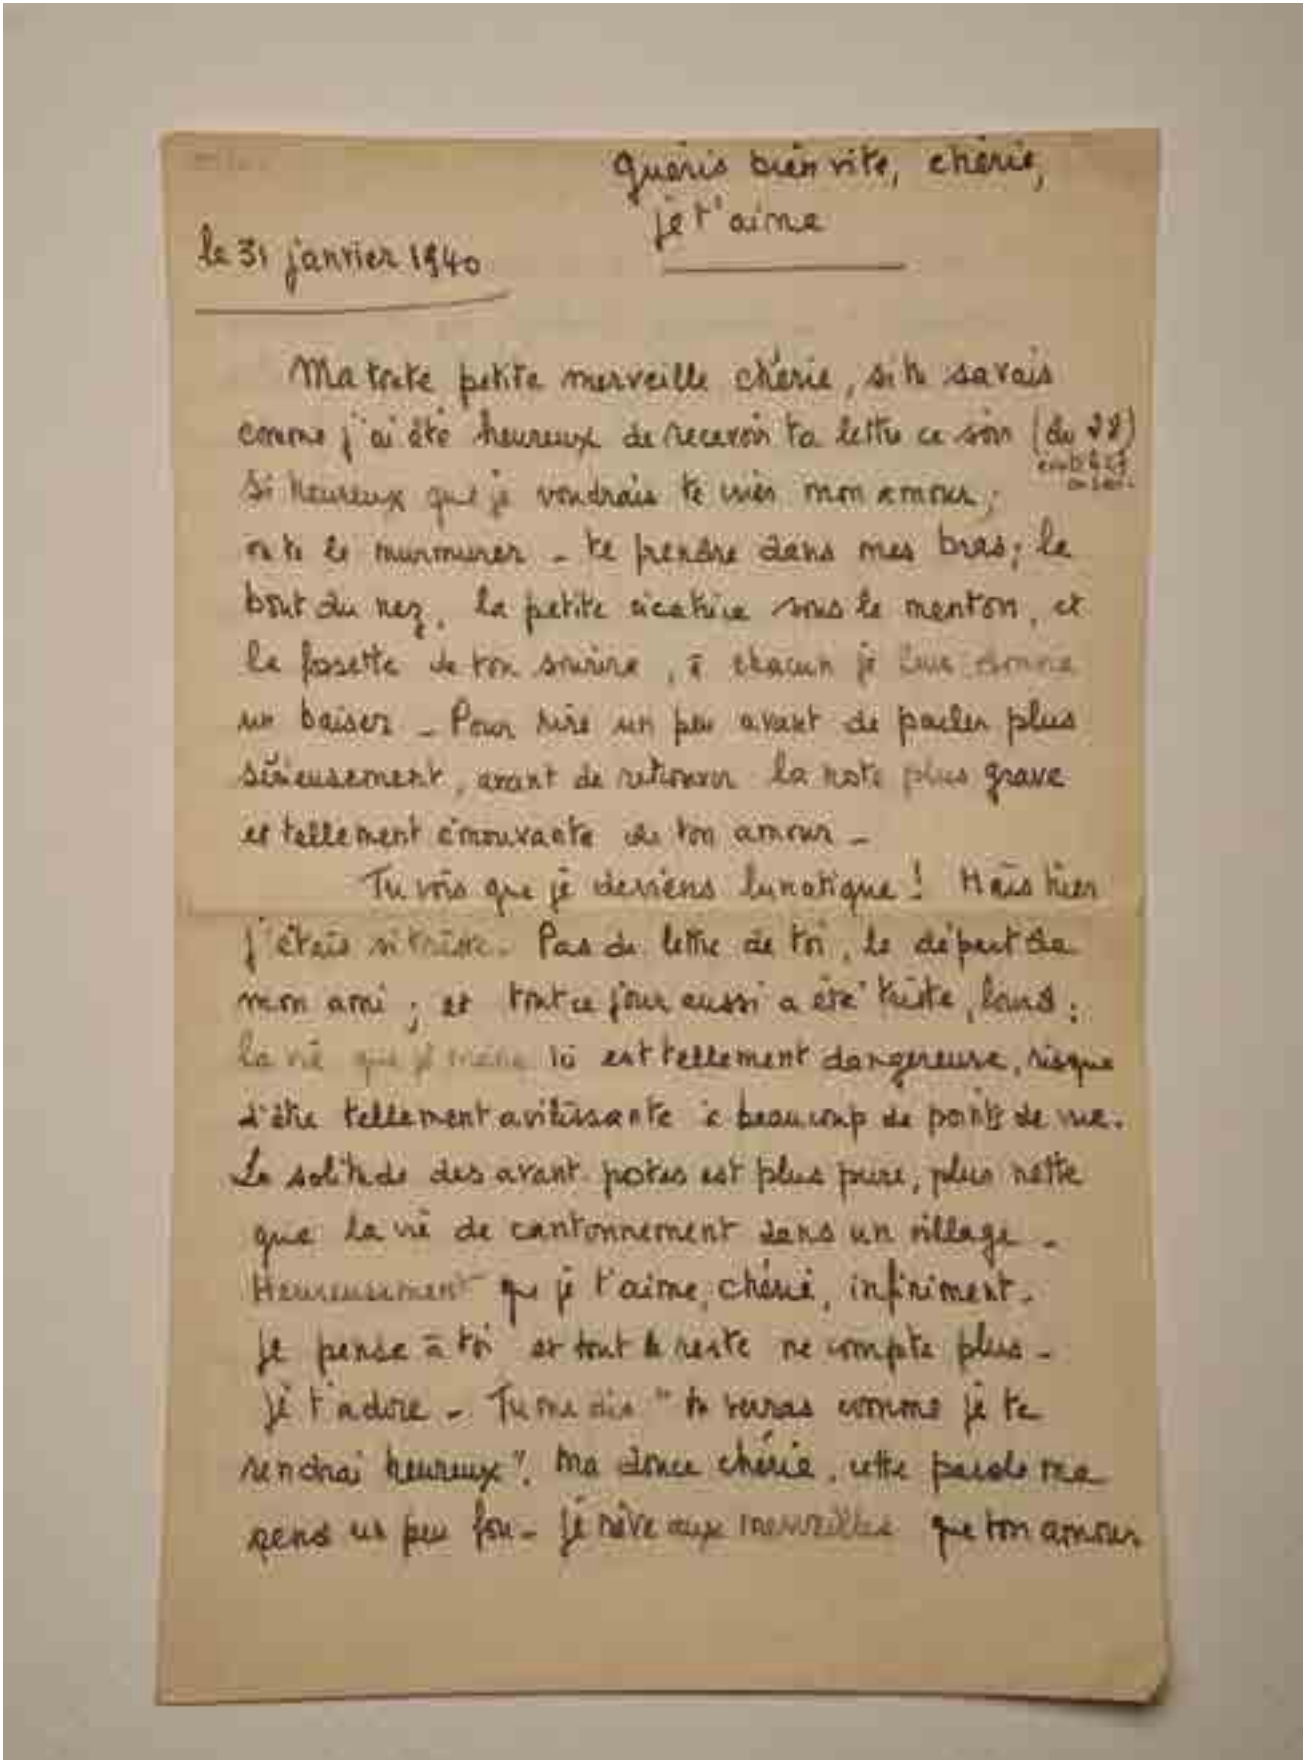 Guéris bien vite, chérie,
je t'aime
le 31 janvier 1940
Ma toute petite merveille chérie, si tu savais
comme j'ai été heureux de recevoir ta lettre ce soir (du 28)
Si heureux que je voudrais te crier mon amour,
ou te le murmurer - te prendre dans mes bras; le
bout du nez, la petite cicatrice sous le menton, et
la fossette de ton sourire, à chacun je leur donne
un baiser - Pour rire un peu avant de parler plus
sérieusement, avant de retrouver la note plus grave
et tellement émouvante de ton amour -
Tu vois que je deviens lunatique! Mais hier
j'étais si triste. Pas de lettre de toi, le départ de
mon ami; et tout ce jour aussi a été triste, lourd:
la vie que je mène ici est tellement dangereuse, risque
d'être tellement avilissante à beaucoup de points de vue.
La solitude des avant-postes est plus pure, plus nette
que la vie de cantonnement dans un village -
Heureusement que je t'aime, chérie, infiniment.
Je pense à toi et tout le reste ne compte plus -
Je t'adore - Tu me dis "tu verras comme je te
rendrai heureux". Ma douce chérie, cette parole me
rend un peu fou - Je rêve aux merveilles que ton amour